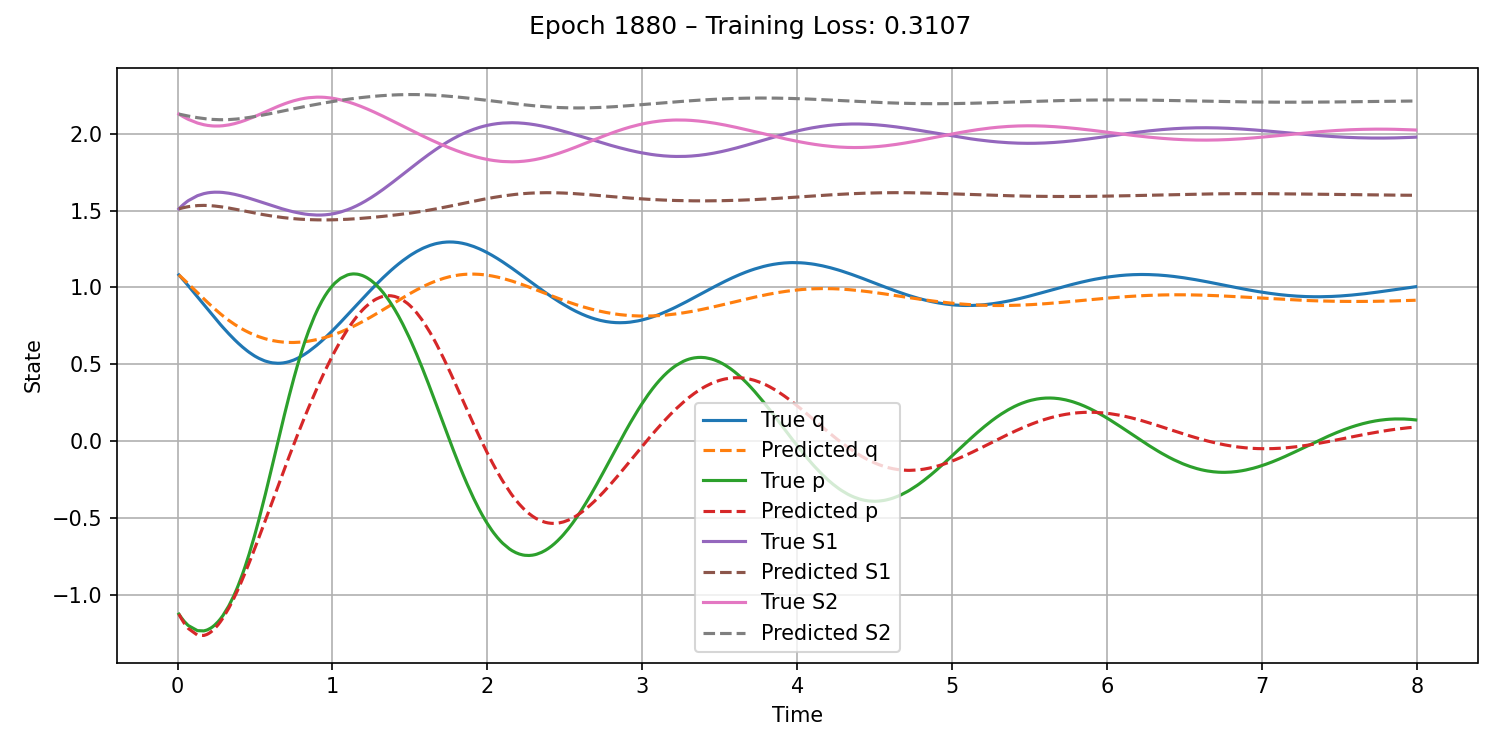 Epoch 1880 – Training Loss: 0.3107
State
2.0
1.5
1.0
0.5
0.0
−0.5
−1.0
True q
Predicted q
True p
Predicted p
True S1
Predicted S1
True S2
Predicted S2
0 1 2 3 4 5 6 7 8
Time